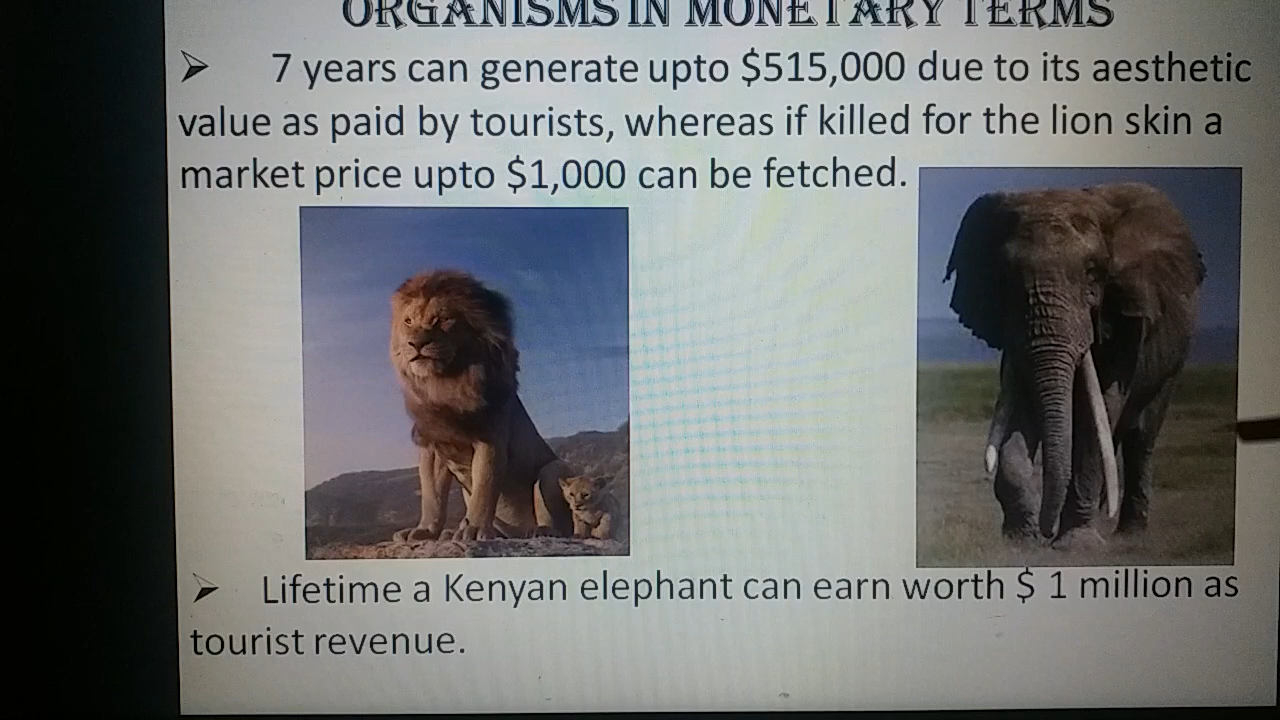 ORGANISMS IN MONETARY TERMS
7 years can generate upto $515,000 due to its aesthetic
value as paid by tourists, whereas if killed for the lion skin a
market price upto $1,000 can be fetched.
Lifetime a Kenyan elephant can earn worth $ 1 million as
tourist revenue.